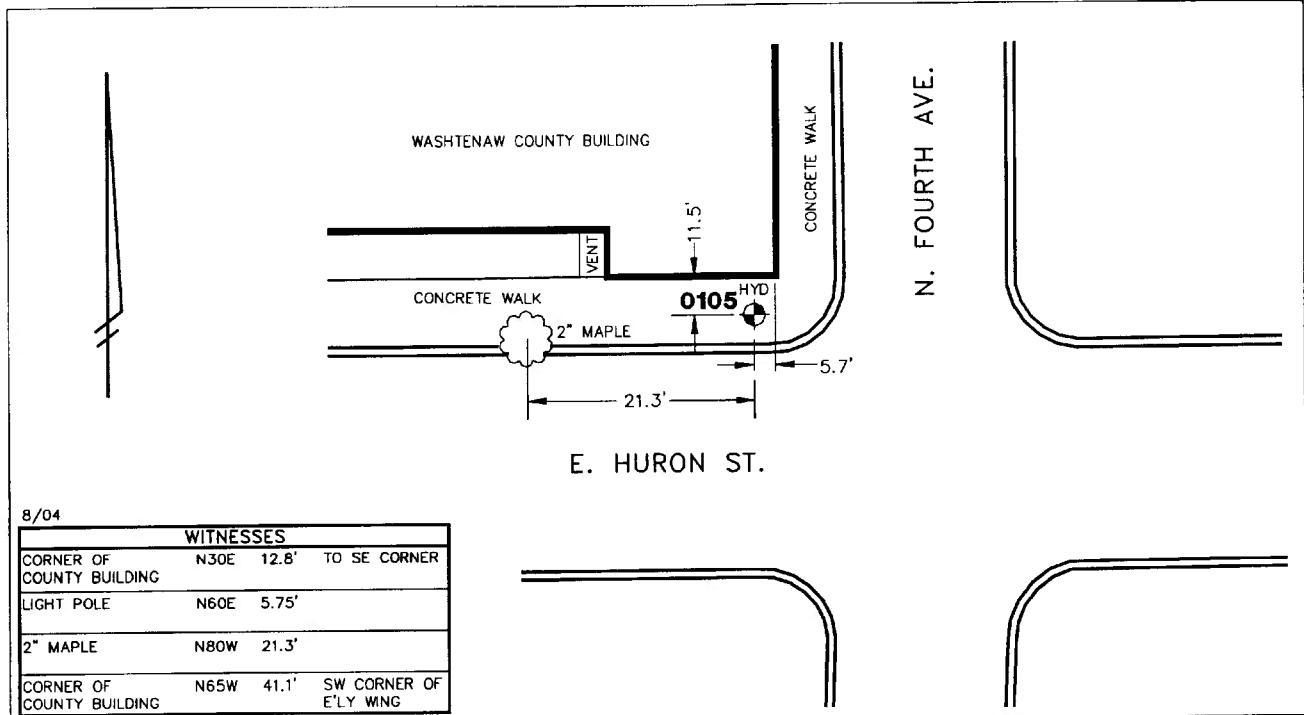 WASHTENAW COUNTY BUILDING
CONCRETE WALK
N. FOURTH AVE.
VENT
11.5'
CONCRETE WALK
0105
HYD
2" MAPLE
5.7'
21.3'
E. HURON ST.
8/04
WITNESSES
CORNER OF COUNTY BUILDING N30E 12.8' TO SE CORNER
LIGHT POLE N60E 5.75'
2" MAPLE N80W 21.3'
CORNER OF COUNTY BUILDING N65W 41.1' SW CORNER OF E'LY WING